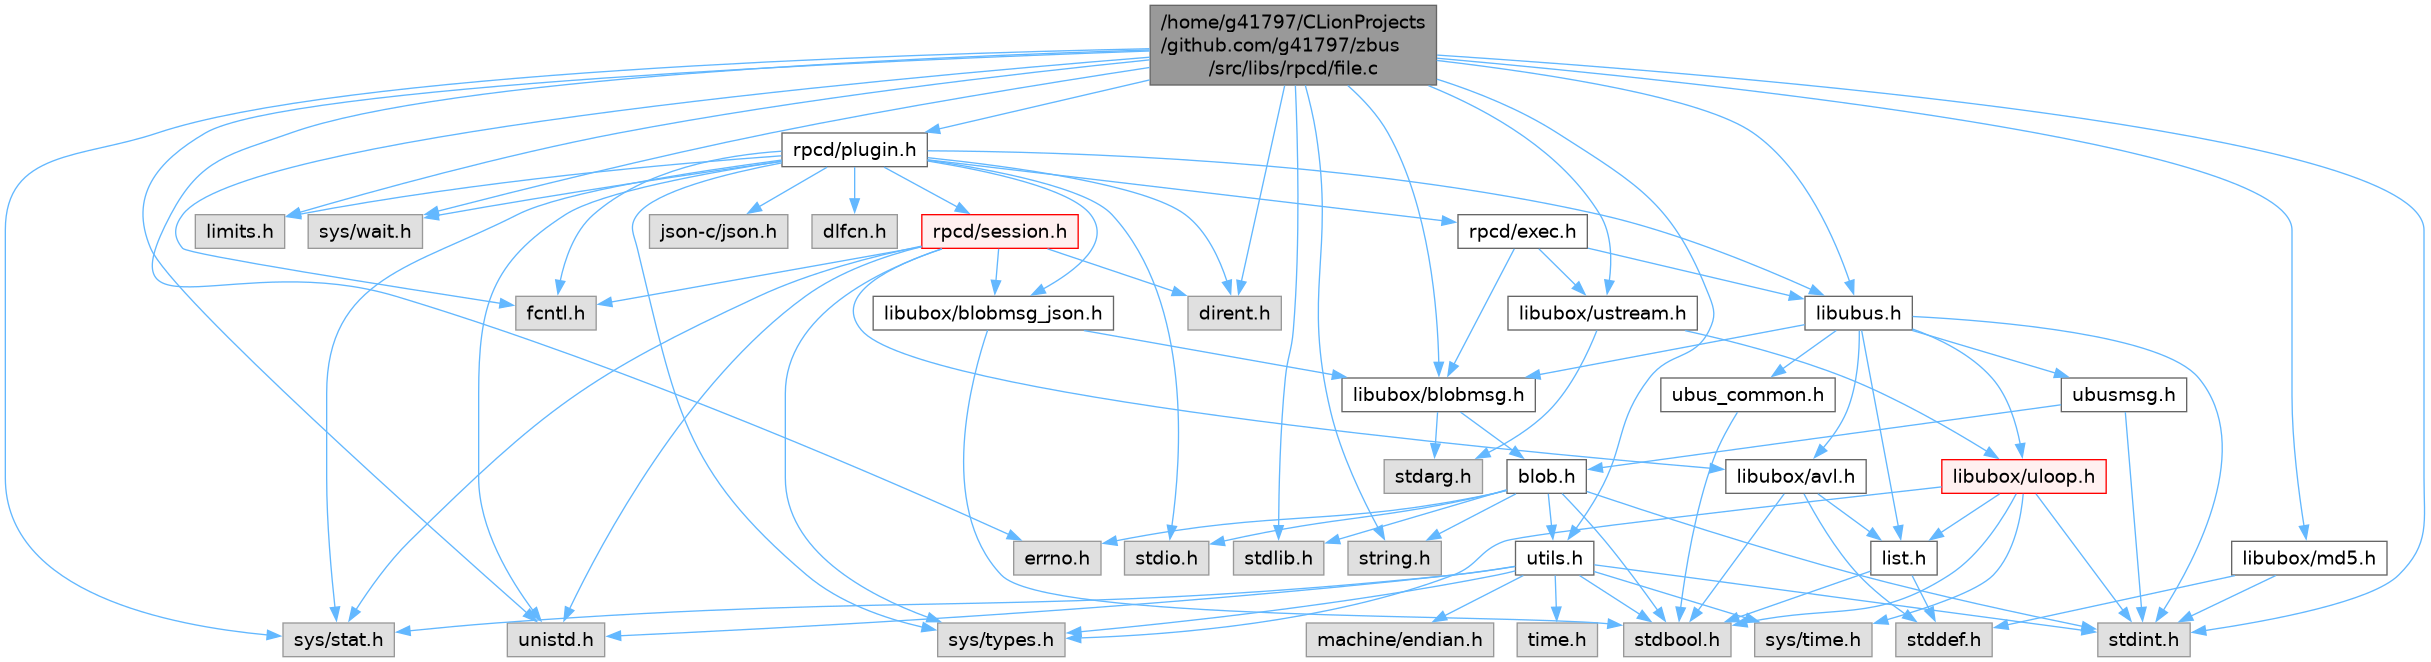 /home/g41797/CLionProjects
/github.com/g41797/zbus
/src/libs/rpcd/file.c
rpcd/plugin.h
limits.h
sys/wait.h
json-c/json.h
dlfcn.h
rpcd/session.h
rpcd/exec.h
fcntl.h
libubox/blobmsg_json.h
dirent.h
libubox/ustream.h
libubus.h
libubox/blobmsg.h
ubus_common.h
ubusmsg.h
stdarg.h
blob.h
libubox/avl.h
libubox/uloop.h
errno.h
stdio.h
stdlib.h
string.h
utils.h
list.h
libubox/md5.h
sys/stat.h
unistd.h
sys/types.h
machine/endian.h
time.h
stdbool.h
sys/time.h
stddef.h
stdint.h